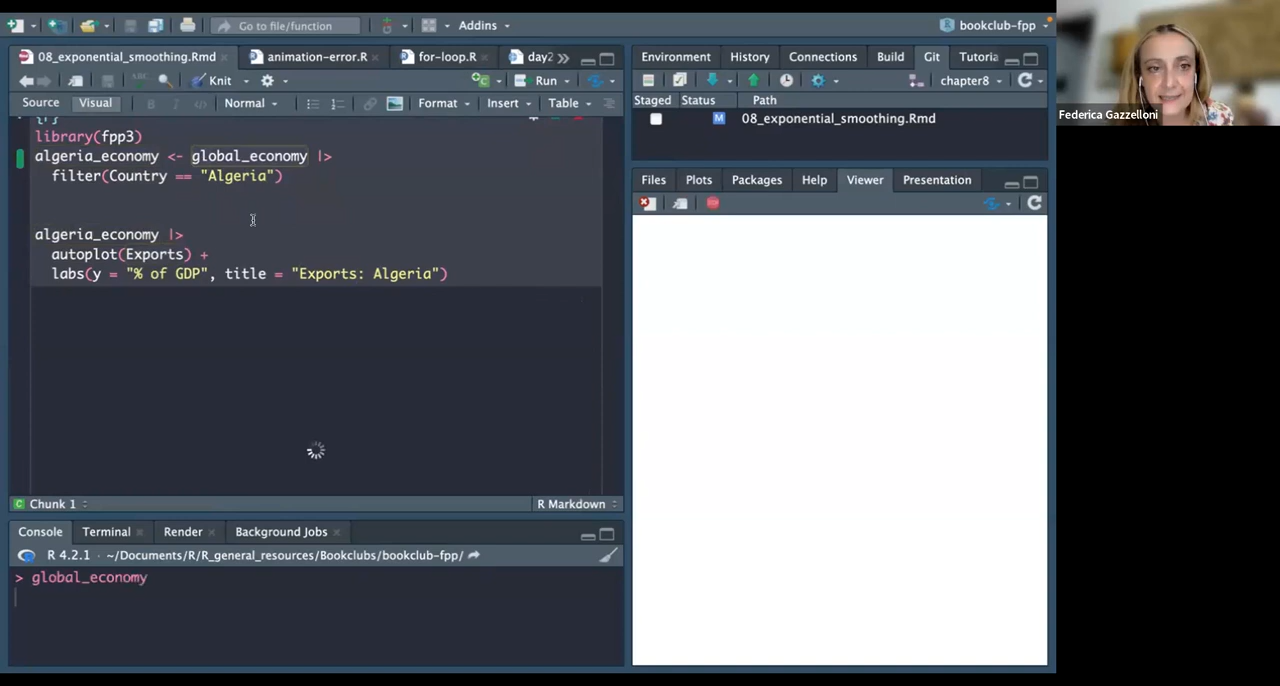 Go to file/function
Addins
bookclub-fpp
08_exponential_smoothing.Rmd
animation-error.R
for-loop.R
day2
Environment
History
Connections
Build
Git
Tutoria
Knit
Run
chapter8
Source
Visual
Normal
Format
Insert
Table
Staged
Status
Path
M 08_exponential_smoothing.Rmd
{r}
library(fpp3)
algeria_economy <- global_economy |>
filter(Country == "Algeria")
algeria_economy |>
autoplot(Exports) +
labs(y = "% of GDP", title = "Exports: Algeria")
Files
Plots
Packages
Help
Viewer
Presentation
Chunk 1
R Markdown
Console
Terminal
Render
Background Jobs
R 4.2.1 · ~/Documents/R/R_general_resources/Bookclubs/bookclub-fpp/
> global_economy
Federica Gazzelloni